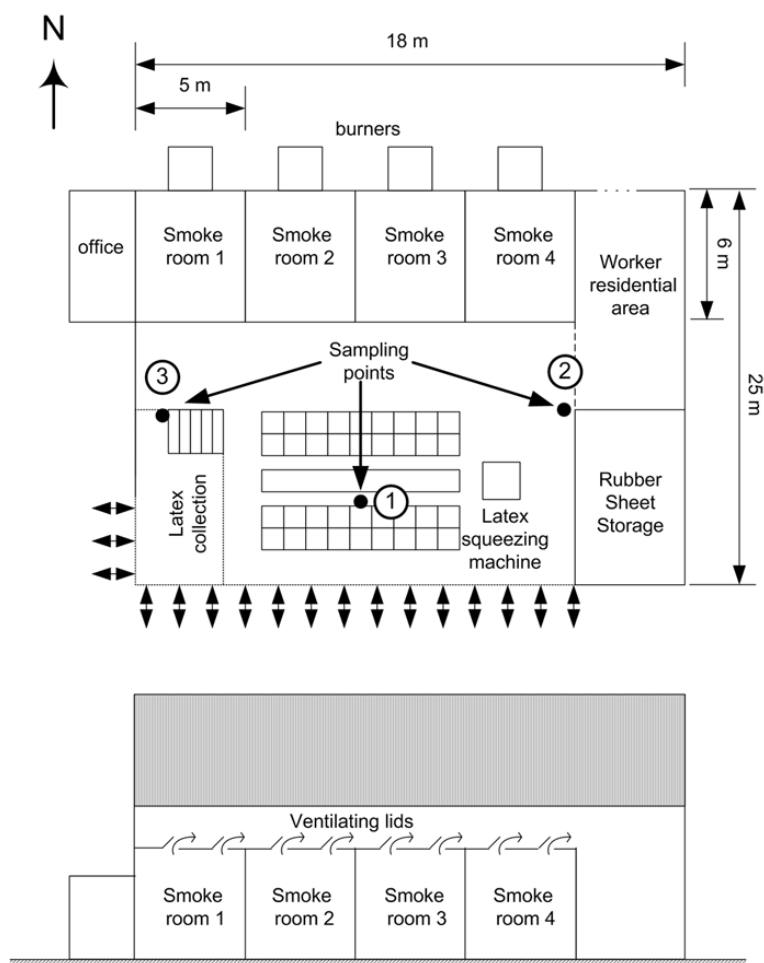 N
18 m
5 m
burners
office
Smoke
room 1
Smoke
room 2
Smoke
room 3
Smoke
room 4
Worker
residential
area
6 m
25 m
Sampling
points
3
2
1
Latex
collection
Latex
squeezing
machine
Rubber
Sheet
Storage
Ventilating lids
Smoke
room 1
Smoke
room 2
Smoke
room 3
Smoke
room 4